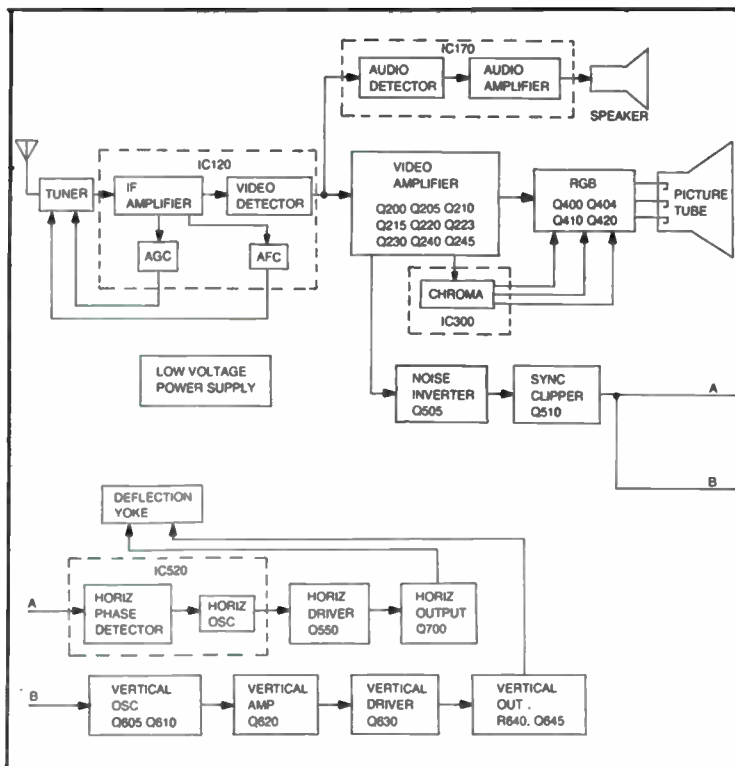 IC170
AUDIO
DETECTOR
AUDIO
AMPLIFIER
SPEAKER
IC120
TUNER
IF
AMPLIFIER
VIDEO
DETECTOR
AGC
AFC
VIDEO
AMPLIFIER
Q200 Q205 Q210
Q215 Q220 Q223
Q230 Q240 Q245
RGB
Q400 Q404
Q410 Q420
PICTURE
TUBE
CHROMA
IC300
LOW VOLTAGE
POWER SUPPLY
NOISE
INVERTER
Q505
SYNC
CLIPPER
Q510
A
B
DEFLECTION
YOKE
IC520
A
HORIZ
PHASE
DETECTOR
HORIZ
OSC
HORIZ
DRIVER
Q550
HORIZ
OUTPUT
Q700
B
VERTICAL
OSC
Q605 Q610
VERTICAL
AMP
Q620
VERTICAL
DRIVER
Q630
VERTICAL
OUT .
R640. Q645